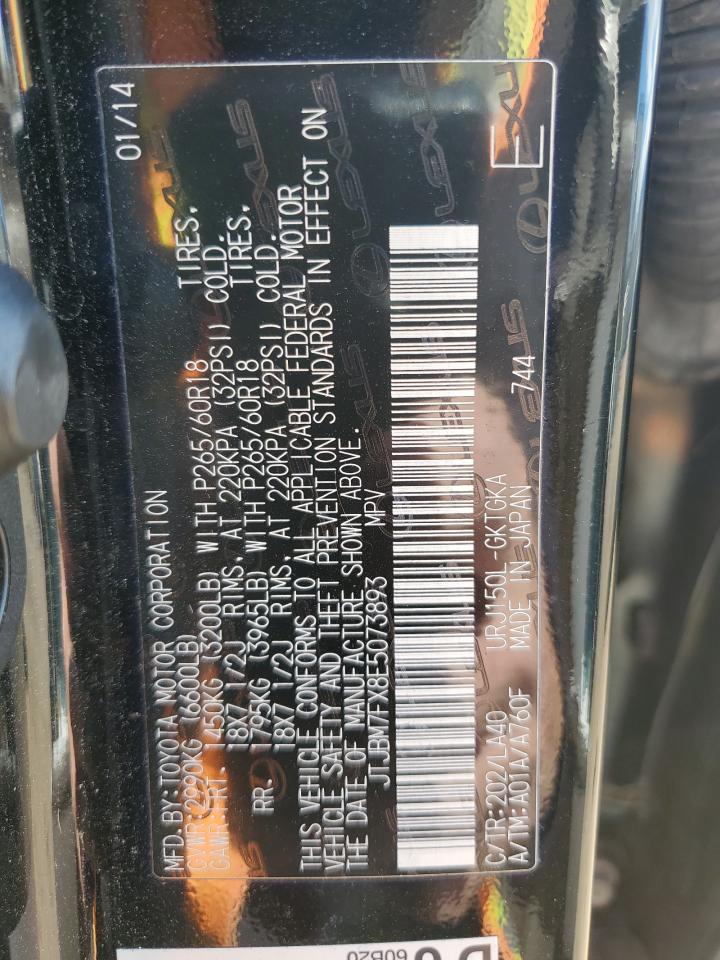 MFD. BY: TOYOTA MOTOR CORPORATION 01/14
GVWR: 2990KG (6600LB)
GAWR: FRT. 1450KG (3200LB) WITH P265/60R18 TIRES,
18X7 1/2J RIMS, AT 220KPA (32PSI) COLD.
RR. 1795KG (3965LB) WITH P265/60R18 TIRES,
18X7 1/2J RIMS, AT 220KPA (32PSI) COLD.
THIS VEHICLE CONFORMS TO ALL APPLICABLE FEDERAL MOTOR
VEHICLE SAFETY AND THEFT PREVENTION STANDARDS IN EFFECT ON
THE DATE OF MANUFACTURE SHOWN ABOVE.
JTJBM7FX8E5073893 MPV
C/TR: 202/LA40 URJ150L-GKTGKA
A/TM: A01A/A760F MADE IN JAPAN 744 E
LEXUS
60B20